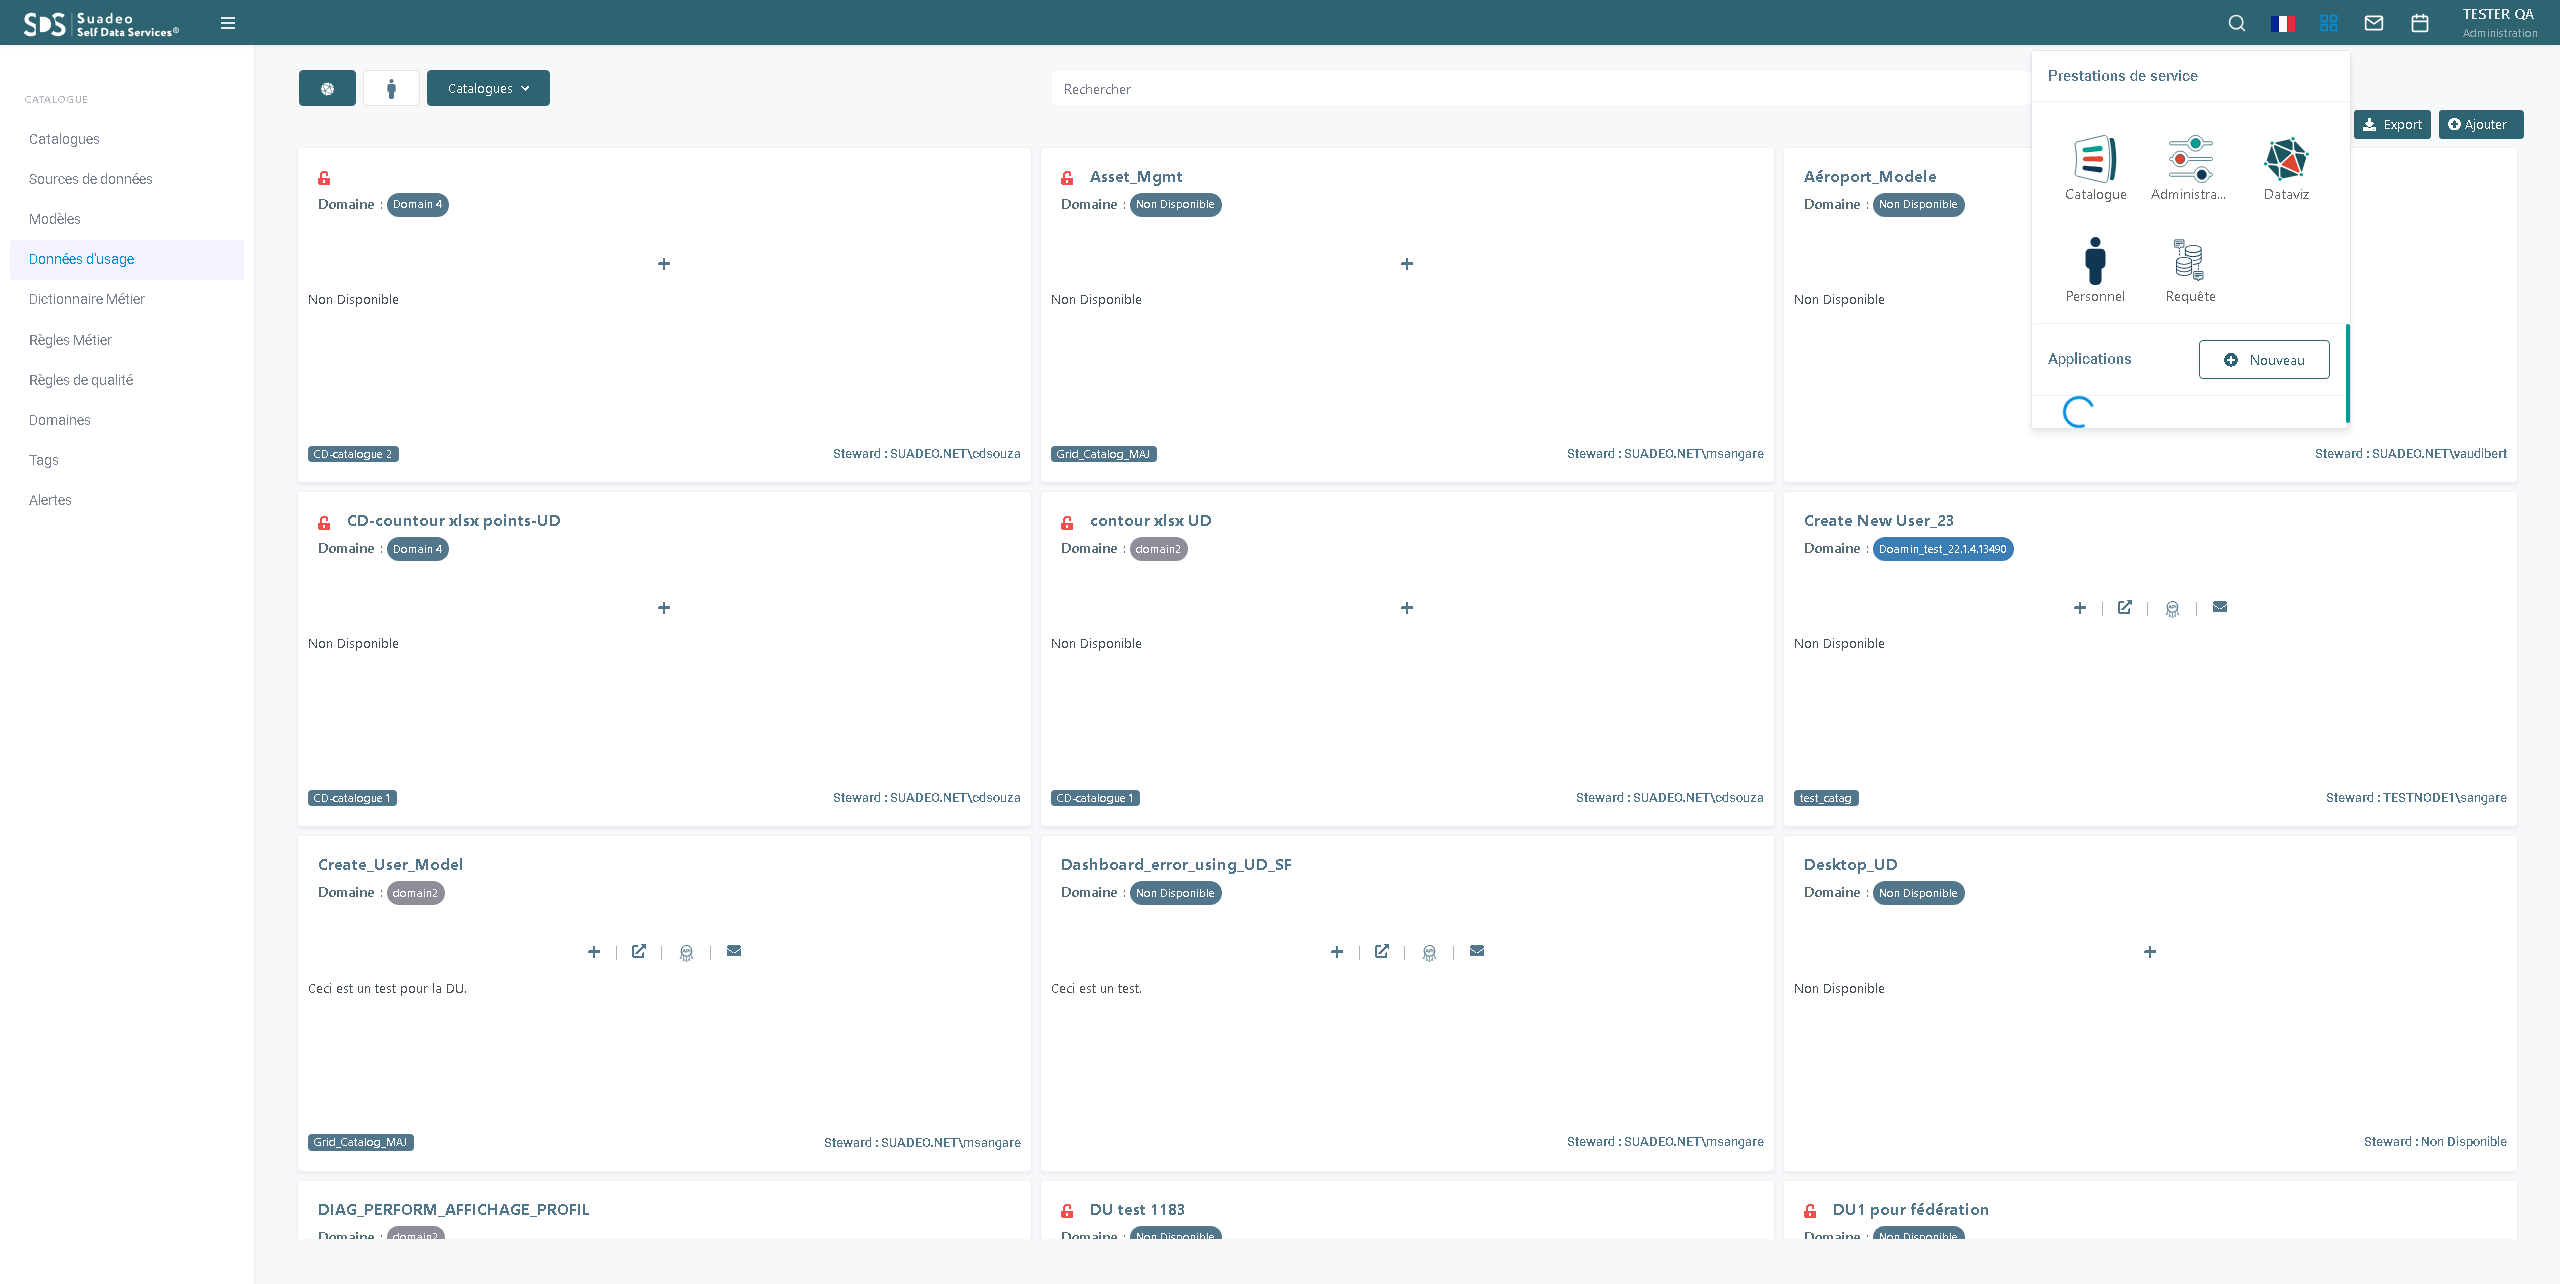 SDS Suadeo
Self Data Services®
TESTER QA
Administration
CATALOGUE
Catalogues
Sources de données
Modèles
Données d'usage
Dictionnaire Métier
Règles Métier
Règles de qualité
Domaines
Tags
Alertes
Catalogues
Rechercher
Export
Ajouter
Prestations de service
Catalogue
Administra...
Dataviz
Personnel
Requête
Applications
Nouveau
Domaine : Domain 4
Non Disponible
CD-catalogue 2
Steward : SUADEO.NET\cdsouza
Asset_Mgmt
Domaine : Non Disponible
Non Disponible
Grid_Catalog_MAJ
Steward : SUADEO.NET\msangare
Aéroport_Modele
Domaine : Non Disponible
Non Disponible
Steward : SUADEO.NET\vaudibert
CD-countour xlsx points-UD
Domaine : Domain 4
Non Disponible
CD-catalogue 1
Steward : SUADEO.NET\cdsouza
contour xlsx UD
Domaine : domain2
Non Disponible
CD-catalogue 1
Steward : SUADEO.NET\cdsouza
Create New User_23
Domaine : Doamin_test_22.1.4.13490
Non Disponible
test_catag
Steward : TESTNODE1\sangare
Create_User_Model
Domaine : domain2
Ceci est un test pour la DU.
Grid_Catalog_MAJ
Steward : SUADEO.NET\msangare
Dashboard_error_using_UD_SF
Domaine : Non Disponible
Ceci est un test.
Steward : SUADEO.NET\msangare
Desktop_UD
Domaine : Non Disponible
Non Disponible
Steward : Non Disponible
DIAG_PERFORM_AFFICHAGE_PROFIL
Domaine : domain2
DU test 1183
Domaine : Non Disponible
DU1 pour fédération
Domaine : Non Disponible